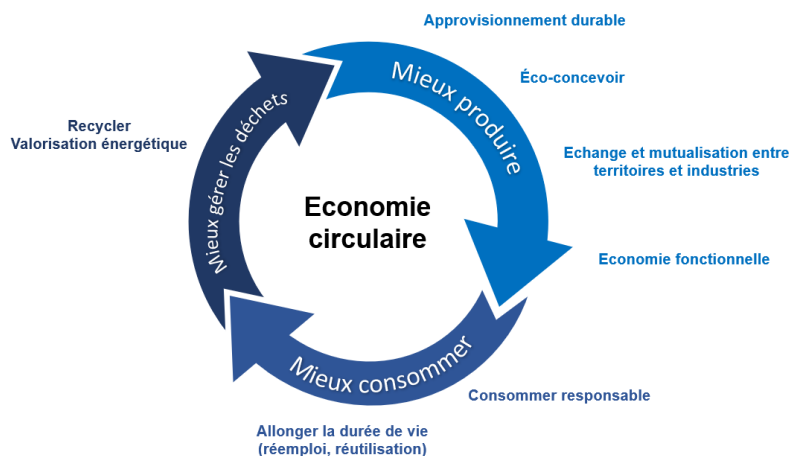 Approvisionnement durable
Mieux produire
Éco-concevoir
Echange et mutualisation entre
territoires et industries
Economie fonctionnelle
Economie
circulaire
Mieux consommer
Consommer responsable
Allonger la durée de vie
(réemploi, réutilisation)
Mieux gérer les déchets
Recycler
Valorisation énergétique